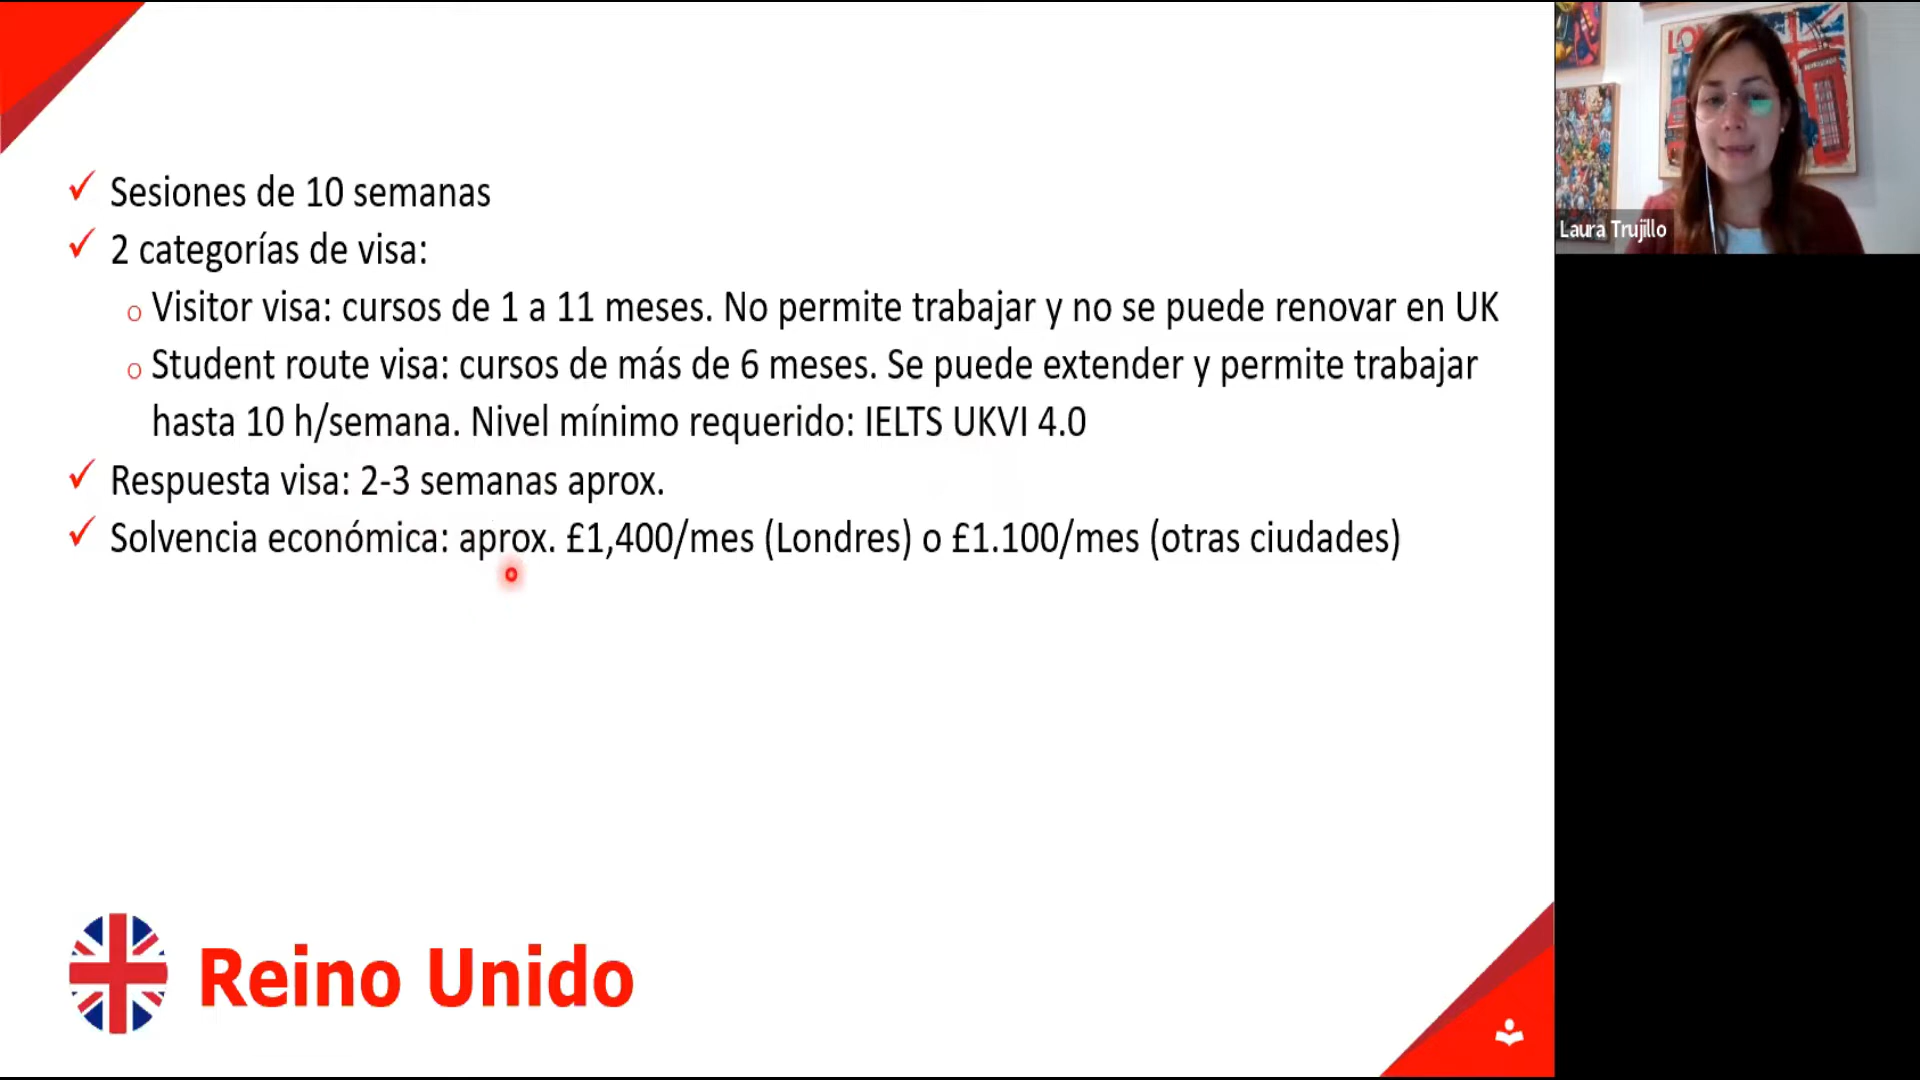 Sesiones de 10 semanas
2 categorías de visa:
Visitor visa: cursos de 1 a 11 meses. No permite trabajar y no se puede renovar en UK
Student route visa: cursos de más de 6 meses. Se puede extender y permite trabajar
hasta 10 h/semana. Nivel mínimo requerido: IELTS UKVI 4.0
Respuesta visa: 2-3 semanas aprox.
Solvencia económica: aprox. £1,400/mes (Londres) o £1.100/mes (otras ciudades)
Reino Unido
Laura Trujillo